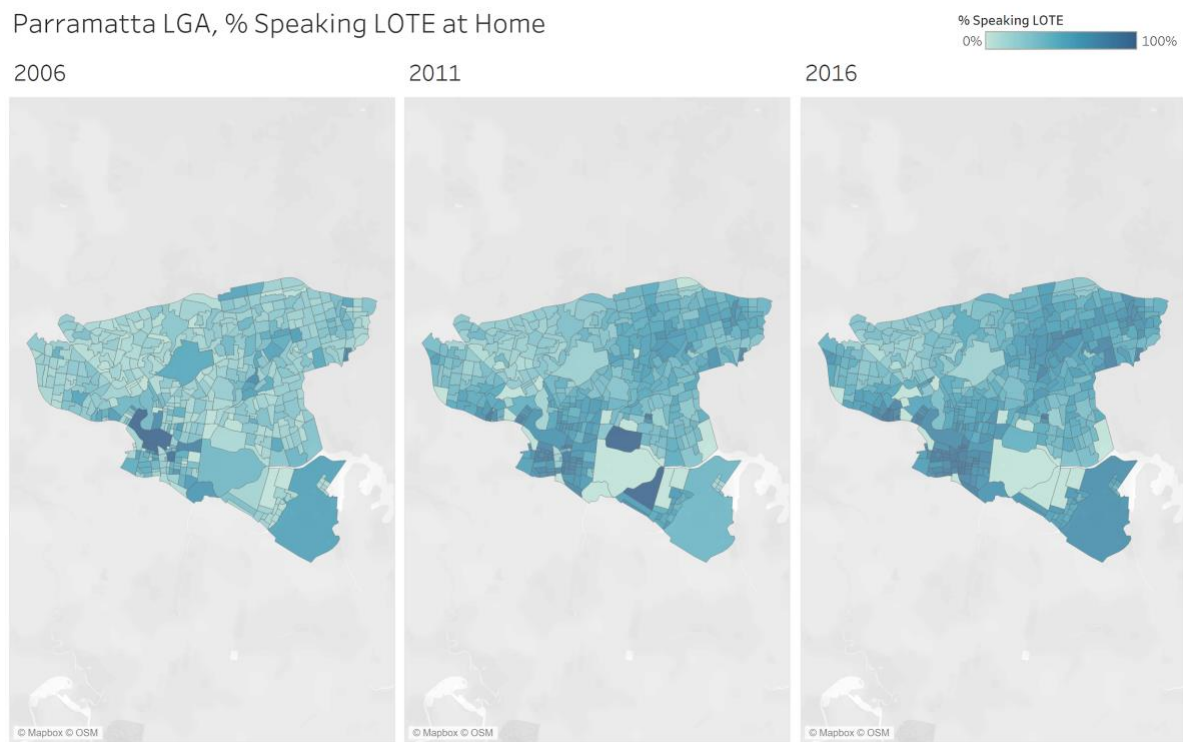 Parramatta LGA, % Speaking LOTE at Home
% Speaking LOTE
0% 100%
2006 2011 2016
© Mapbox © OSM © Mapbox © OSM © Mapbox © OSM